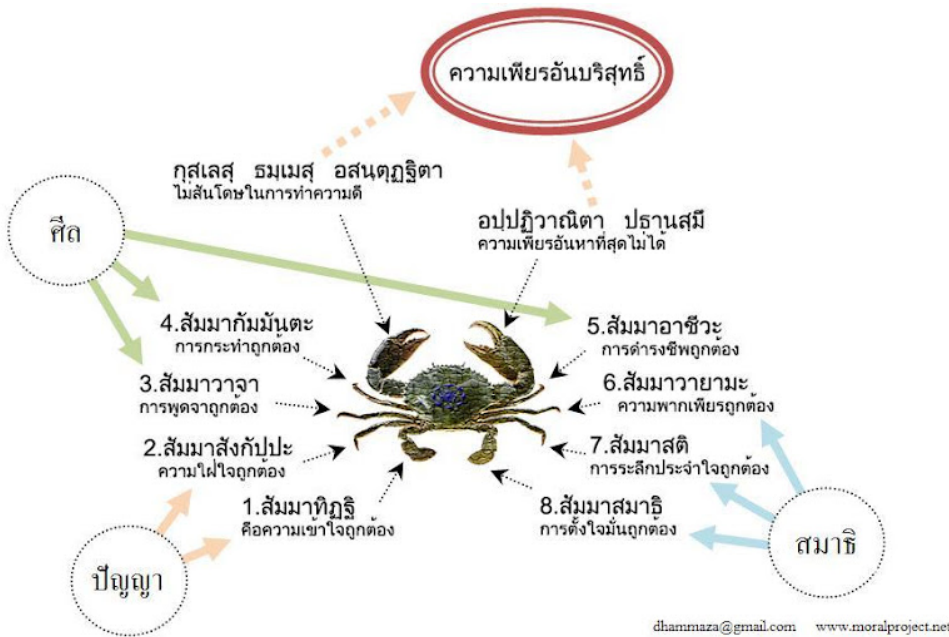 ความเพียรอันบริสุทธิ์
กุสเลสุ ธมฺเมสุ อสนฺตุฏฐิตา
ไม่สันโดษในการทำความดี
อปฺปฏิวาณิตา ปธานสฺมึ
ความเพียรอันหาที่สุดไม่ได้
ศีล
4.สัมมากัมมันตะ
การกระทำถูกต้อง
5.สัมมาอาชีวะ
การดำรงชีพถูกต้อง
3.สัมมาวาจา
การพูดจาถูกต้อง
6.สัมมาวายามะ
ความพากเพียรถูกต้อง
2.สัมมาสังกัปปะ
ความใฝ่ใจถูกต้อง
7.สัมมาสติ
การระลึกประจำใจถูกต้อง
1.สัมมาทิฏฐิ
คือความเข้าใจถูกต้อง
8.สัมมาสมาธิ
การตั้งใจมั่นถูกต้อง
ปัญญา
สมาธิ
dhammaza@gmail.com www.moralproject.net